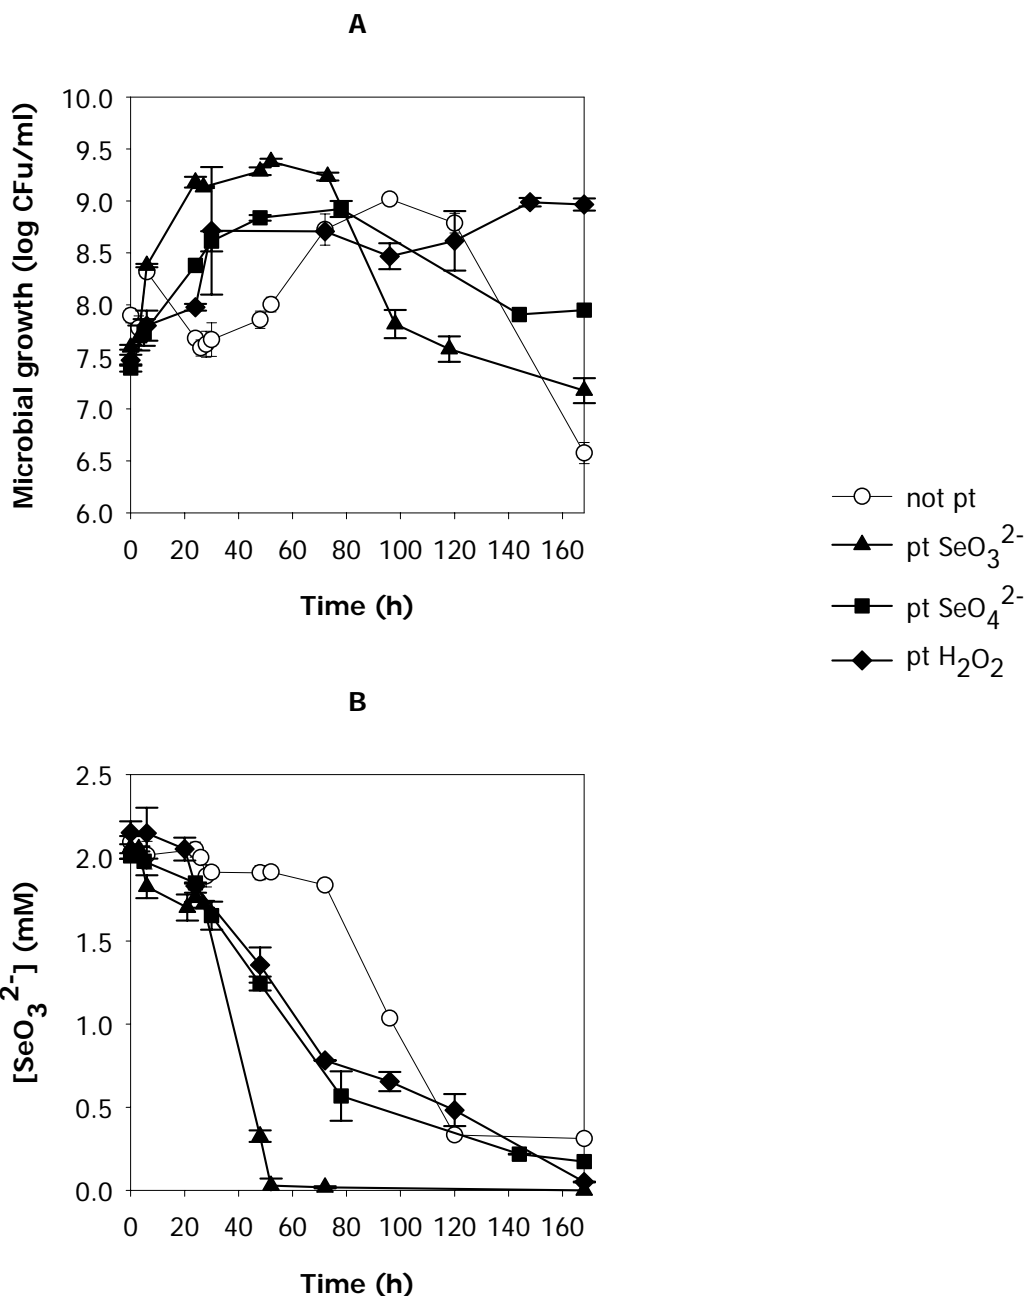 A
Microbial growth (log CFu/ml)
10.0
9.5
9.0
8.5
8.0
7.5
7.0
6.5
6.0
0 20 40 60 80 100 120 140 160
Time (h)
not pt
pt SeO3 2-
pt SeO4 2-
pt H2O2
B
[SeO3 2-] (mM)
2.5
2.0
1.5
1.0
0.5
0.0
0 20 40 60 80 100 120 140 160
Time (h)